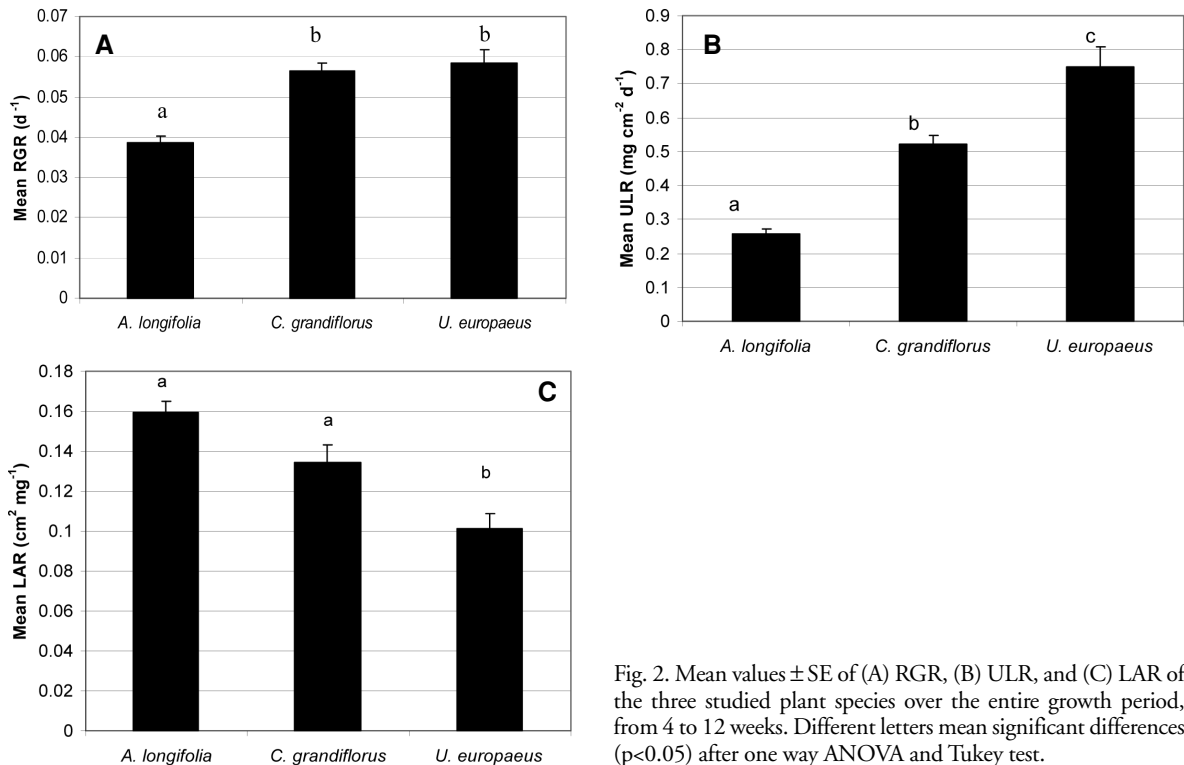 0.07
0.06
0.05
0.04
0.03
0.02
0.01
0
Mean RGR (d⁻¹)
A
a
b
b
A. longifolia
C. grandiflorus
U. europaeus
0.9
0.8
0.7
0.6
0.5
0.4
0.3
0.2
0.1
0
Mean ULR (mg cm⁻² d⁻¹)
B
a
b
c
A. longifolia
C. grandiflorus
U. europaeus
0.18
0.16
0.14
0.12
0.1
0.08
0.06
0.04
0.02
0
Mean LAR (cm² mg⁻¹)
C
a
a
b
A. longifolia
C. grandiflorus
U. europaeus
Fig. 2. Mean values ± SE of (A) RGR, (B) ULR, and (C) LAR of
the three studied plant species over the entire growth period,
from 4 to 12 weeks. Different letters mean significant differences
(p<0.05) after one way ANOVA and Tukey test.